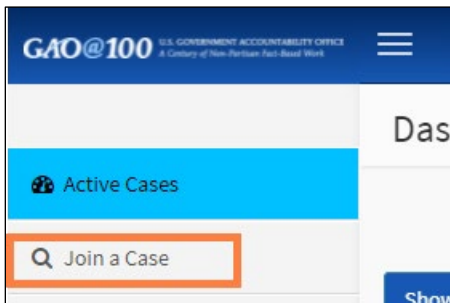 GAO@100 U.S. GOVERNMENT ACCOUNTABILITY OFFICE
A Century of Non-Partisan Fact-Based Work
Das
Active Cases
Join a Case
Show